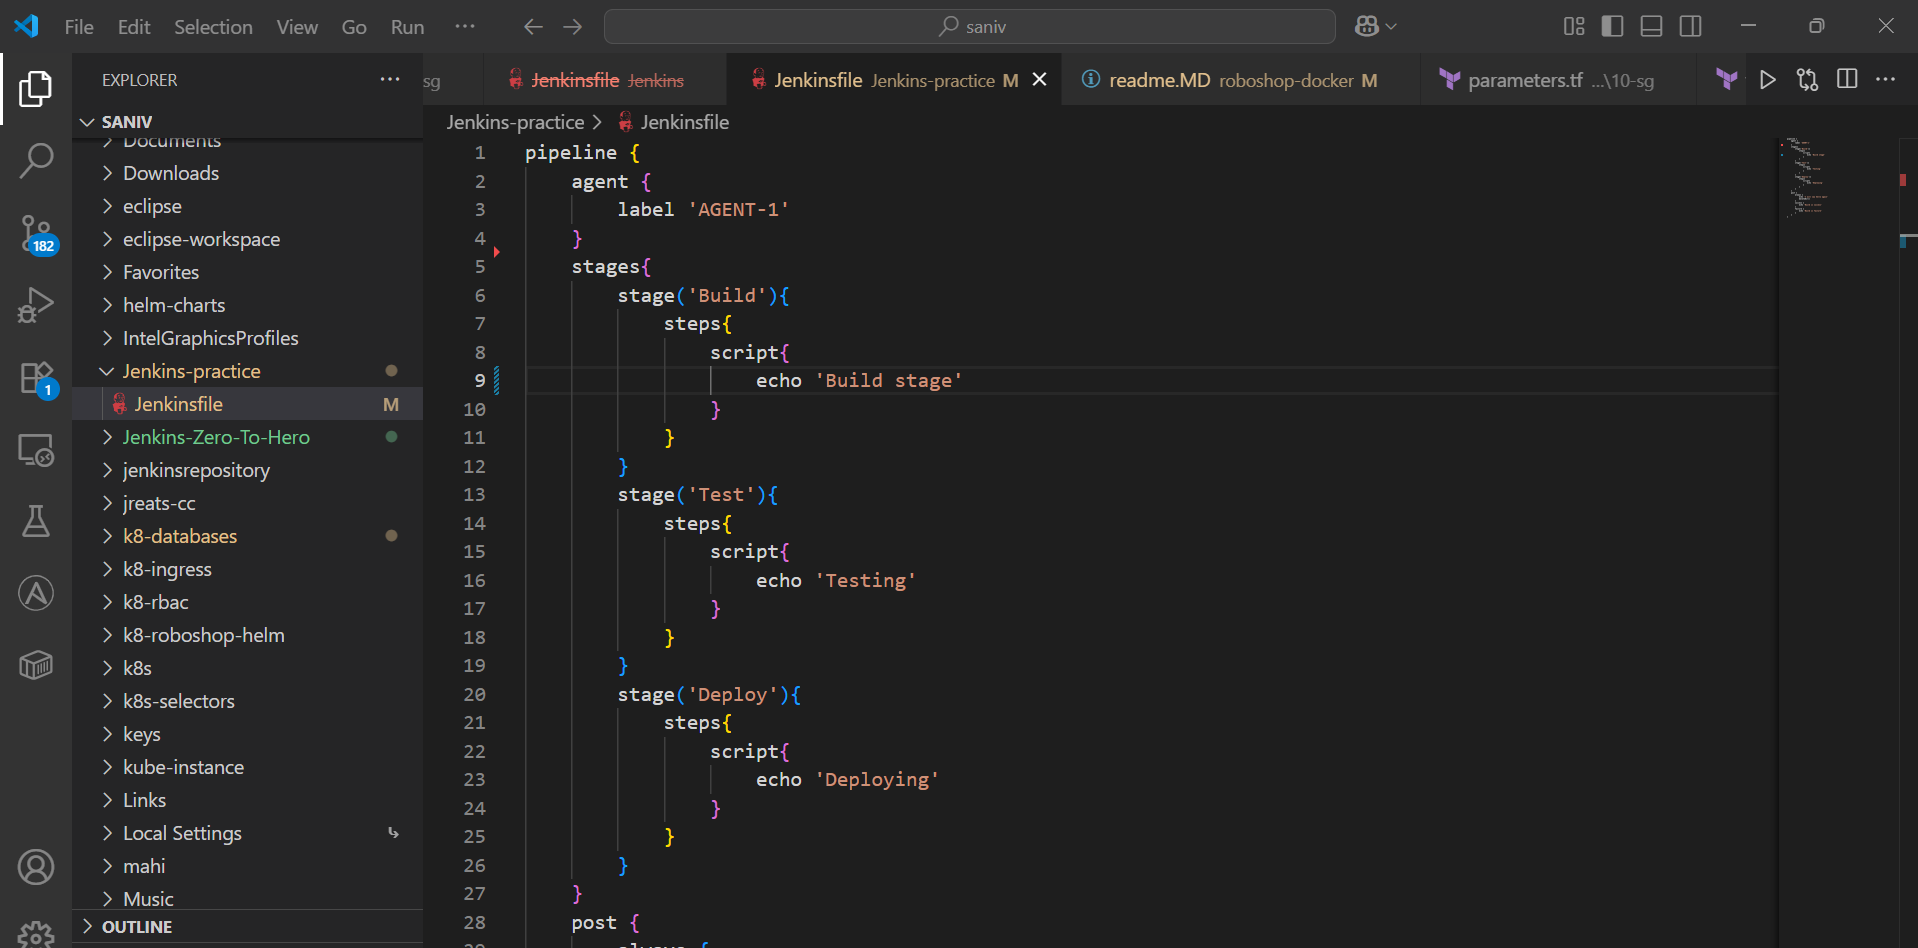 File Edit Selection View Go Run ··· saniv
EXPLORER ···
sg Jenkinsfile Jenkins Jenkinsfile Jenkins-practice M readme.MD roboshop-docker M parameters.tf ...\10-sg ···
SANIV
Documents
Downloads
eclipse
eclipse-workspace
Favorites
helm-charts
IntelGraphicsProfiles
Jenkins-practice
Jenkinsfile M
Jenkins-Zero-To-Hero
jenkinsrepository
jreats-cc
k8-databases
k8-ingress
k8-rbac
k8-roboshop-helm
k8s
k8s-selectors
keys
kube-instance
Links
Local Settings
mahi
Music
OUTLINE
182
1
Jenkins-practice > Jenkinsfile
1 pipeline {
2     agent {
3         label 'AGENT-1'
4     }
5     stages{
6         stage('Build'){
7             steps{
8                 script{
9                     echo 'Build stage'
10                 }
11             }
12         }
13         stage('Test'){
14             steps{
15                 script{
16                     echo 'Testing'
17                 }
18             }
19         }
20         stage('Deploy'){
21             steps{
22                 script{
23                     echo 'Deploying'
24                 }
25             }
26         }
27     }
28     post {